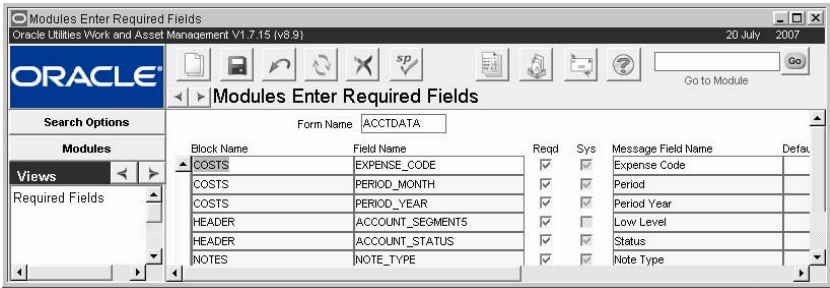 Modules Enter Required Fields
Oracle Utilities Work and Asset Management V1.7.15 (v8.9) 20 July 2007
ORACLE
sp
Go
Go to Module
Modules Enter Required Fields
Search Options
Form Name ACCTDATA
Modules
Block Name Field Name Reqd Sys Message Field Name Defau
Views
COSTS EXPENSE_CODE Expense Code
Required Fields
COSTS PERIOD_MONTH Period
COSTS PERIOD_YEAR Period Year
HEADER ACCOUNT_SEGMENT5 Low Level
HEADER ACCOUNT_STATUS Status
NOTES NOTE_TYPE Note Type